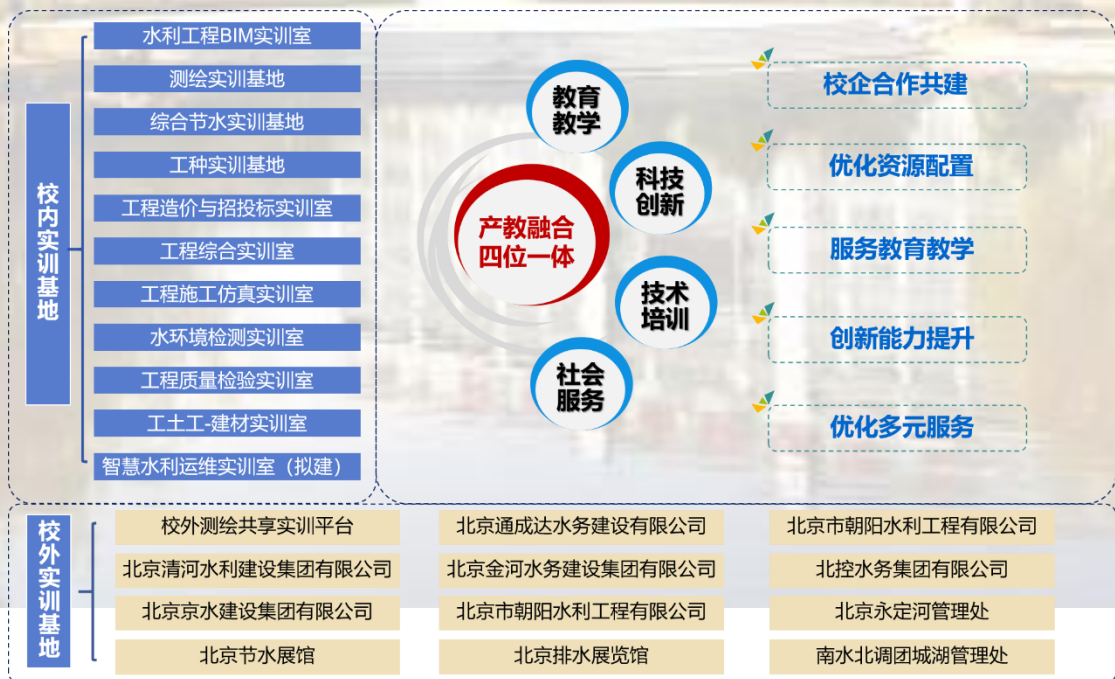 校内实训基地
水利工程BIM实训室
测绘实训基地
综合节水实训基地
工种实训基地
工程造价与招投标实训室
工程综合实训室
工程施工仿真实训室
水环境检测实训室
工程质量检验实训室
工土工-建材实训室
智慧水利运维实训室（拟建）
产教融合
四位一体
教育
教学
科技
创新
技术
培训
社会
服务
校企合作共建
优化资源配置
服务教育教学
创新能力提升
优化多元服务
校外实训基地
校外测绘共享实训平台
北京通成达水务建设有限公司
北京市朝阳水利工程有限公司
北京清河水利建设集团有限公司
北京金河水务建设集团有限公司
北控水务集团有限公司
北京京水建设集团有限公司
北京市朝阳水利工程有限公司
北京永定河管理处
北京节水展馆
北京排水展览馆
南水北调团城湖管理处